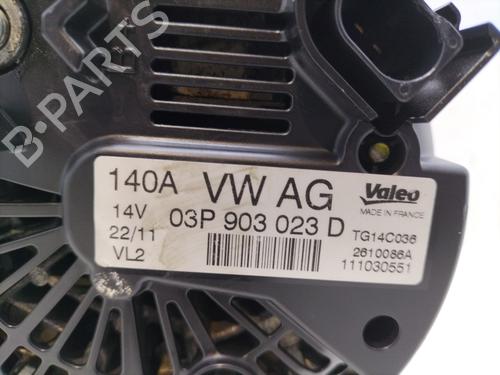 B-PARTS
140A VW AG Valeo
MADE IN FRANCE
14V 03P 903 023 D
22/11 TG14C036
VL2 2610086A
111030551